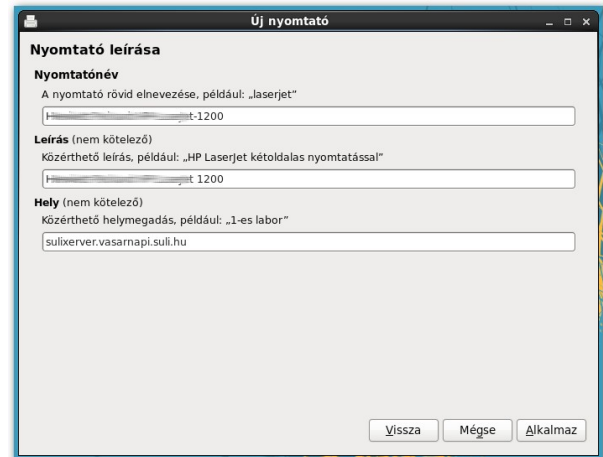 Új nyomtató
Nyomtató leírása
Nyomtatónév
A nyomtató rövid elnevezése, például: „laserjet”
t-1200
Leírás (nem kötelező)
Közérthető leírás, például: „HP LaserJet kétoldalas nyomtatással”
t 1200
Hely (nem kötelező)
Közérthető helymegadás, például: „1-es labor”
sulixerver.vasarnapi.suli.hu
Vissza Mégse Alkalmaz